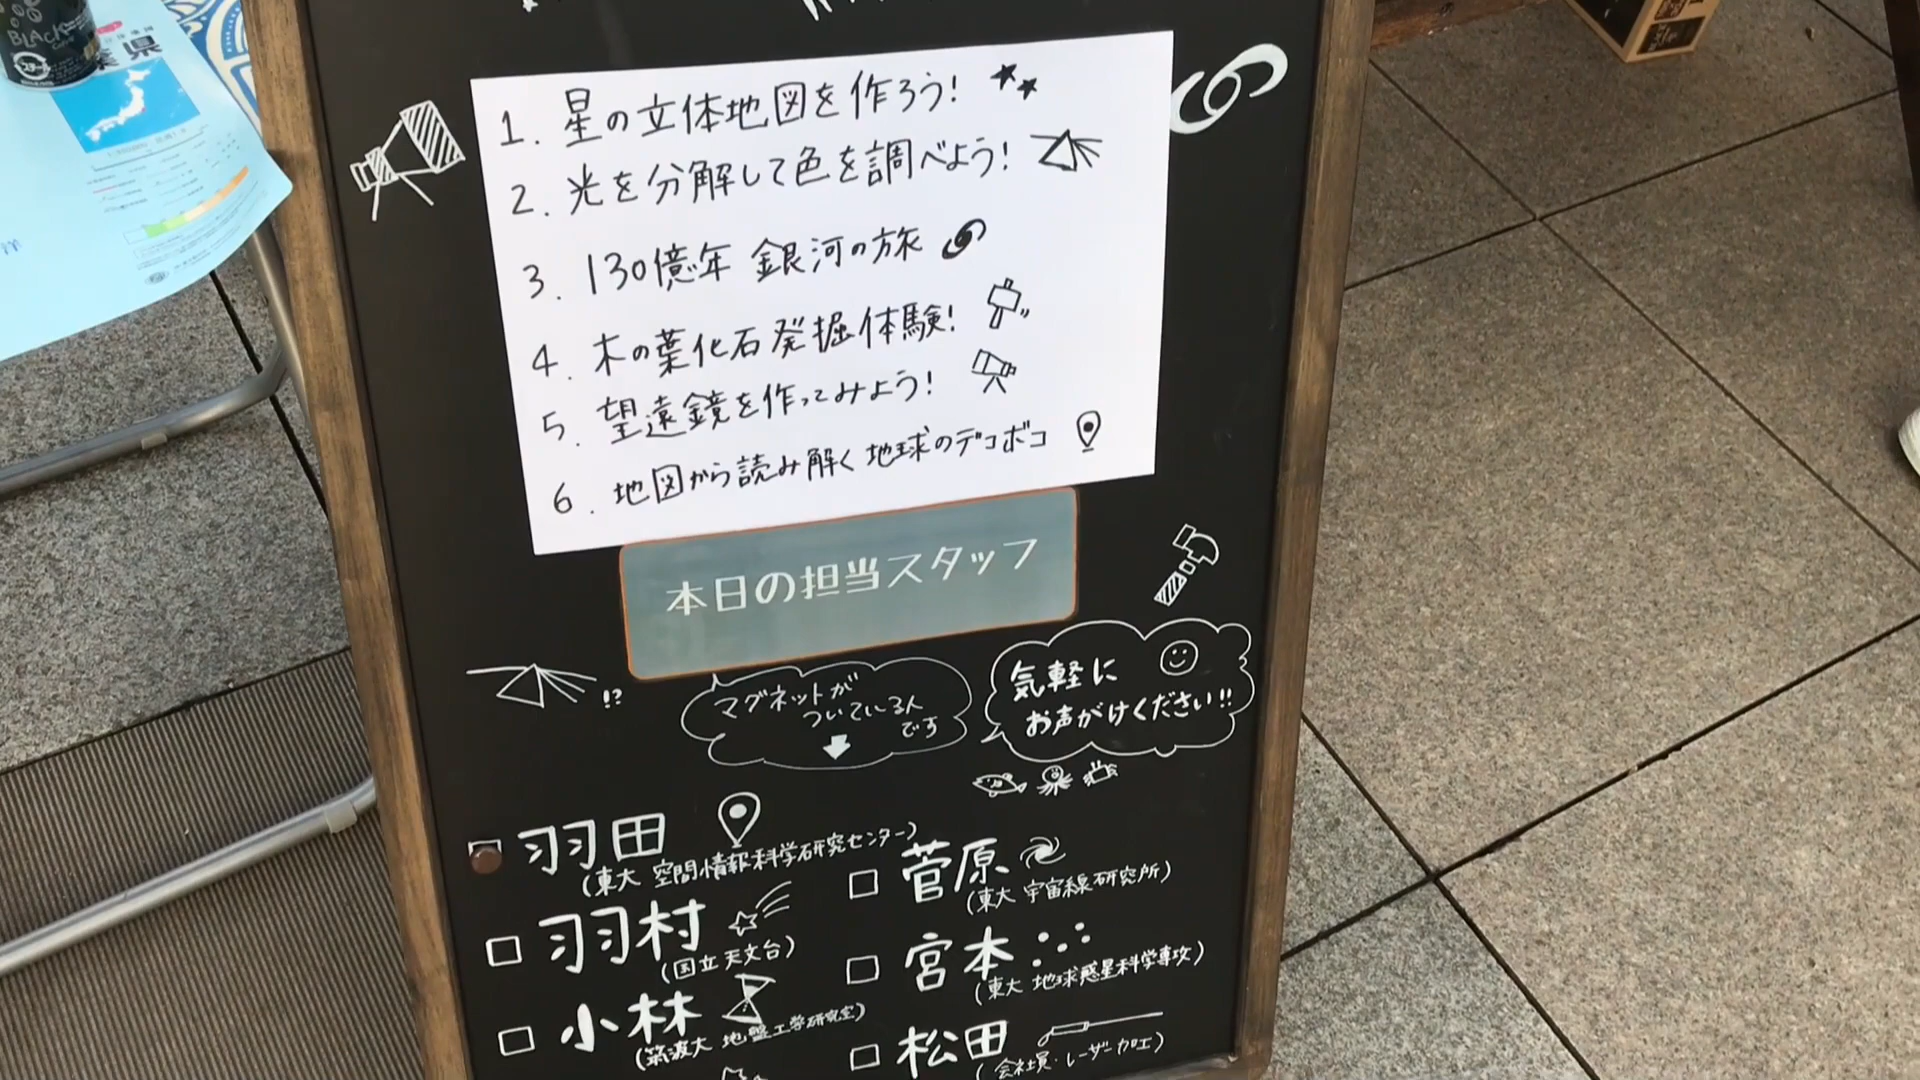 BLACK
県
1. 星の立体地図を作ろう!
2. 光を分解して色を調べよう!
3. 130億年 銀河の旅
4. 木の葉化石発掘体験!
5. 望遠鏡を作ってみよう!
6. 地図から読み解く地球のデコボコ
本日の担当スタッフ
!?
マグネットが
ついている人
です
気軽に
お声がけください!!
羽田
(東大 空間情報科学研究センター)
羽村
(国立天文台)
小林
(筑波大 地盤工学研究室)
菅原
(東大 宇宙線研究所)
宮本
(東大 地球惑星科学専攻)
松田
(会社員・レーザー加工)